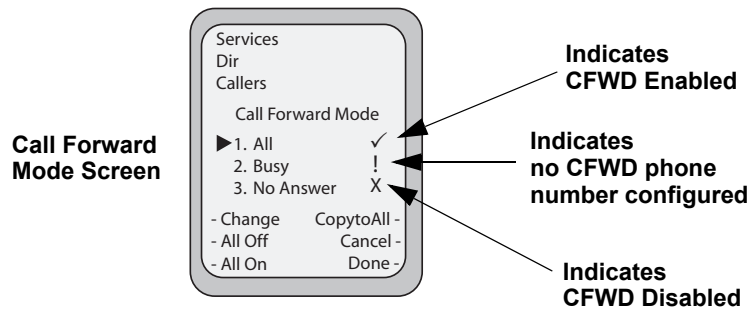 Services
Dir
Callers
Call Forward Mode
▶1. All ✓
2. Busy !
3. No Answer X
- Change CopytoAll -
- All Off Cancel -
- All On Done -
Call Forward
Mode Screen
Indicates
CFWD Enabled
Indicates
no CFWD phone
number configured
Indicates
CFWD Disabled